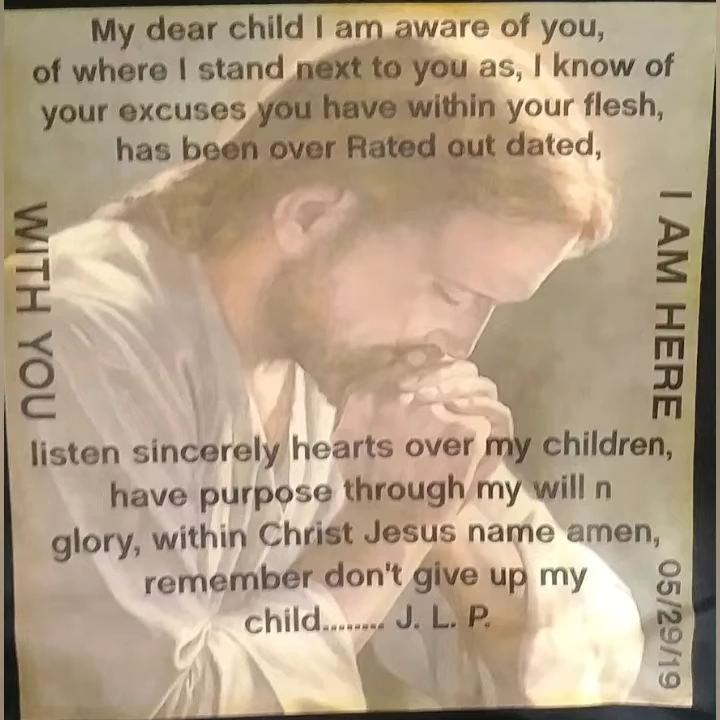 My dear child I am aware of you,
of where I stand next to you as, I know of
your excuses you have within your flesh,
has been over Rated out dated,
I AM HERE
WITH YOU
listen sincerely hearts over my children,
have purpose through my will n
glory, within Christ Jesus name amen,
remember don't give up my
child........ J. L. P.
05/29/19